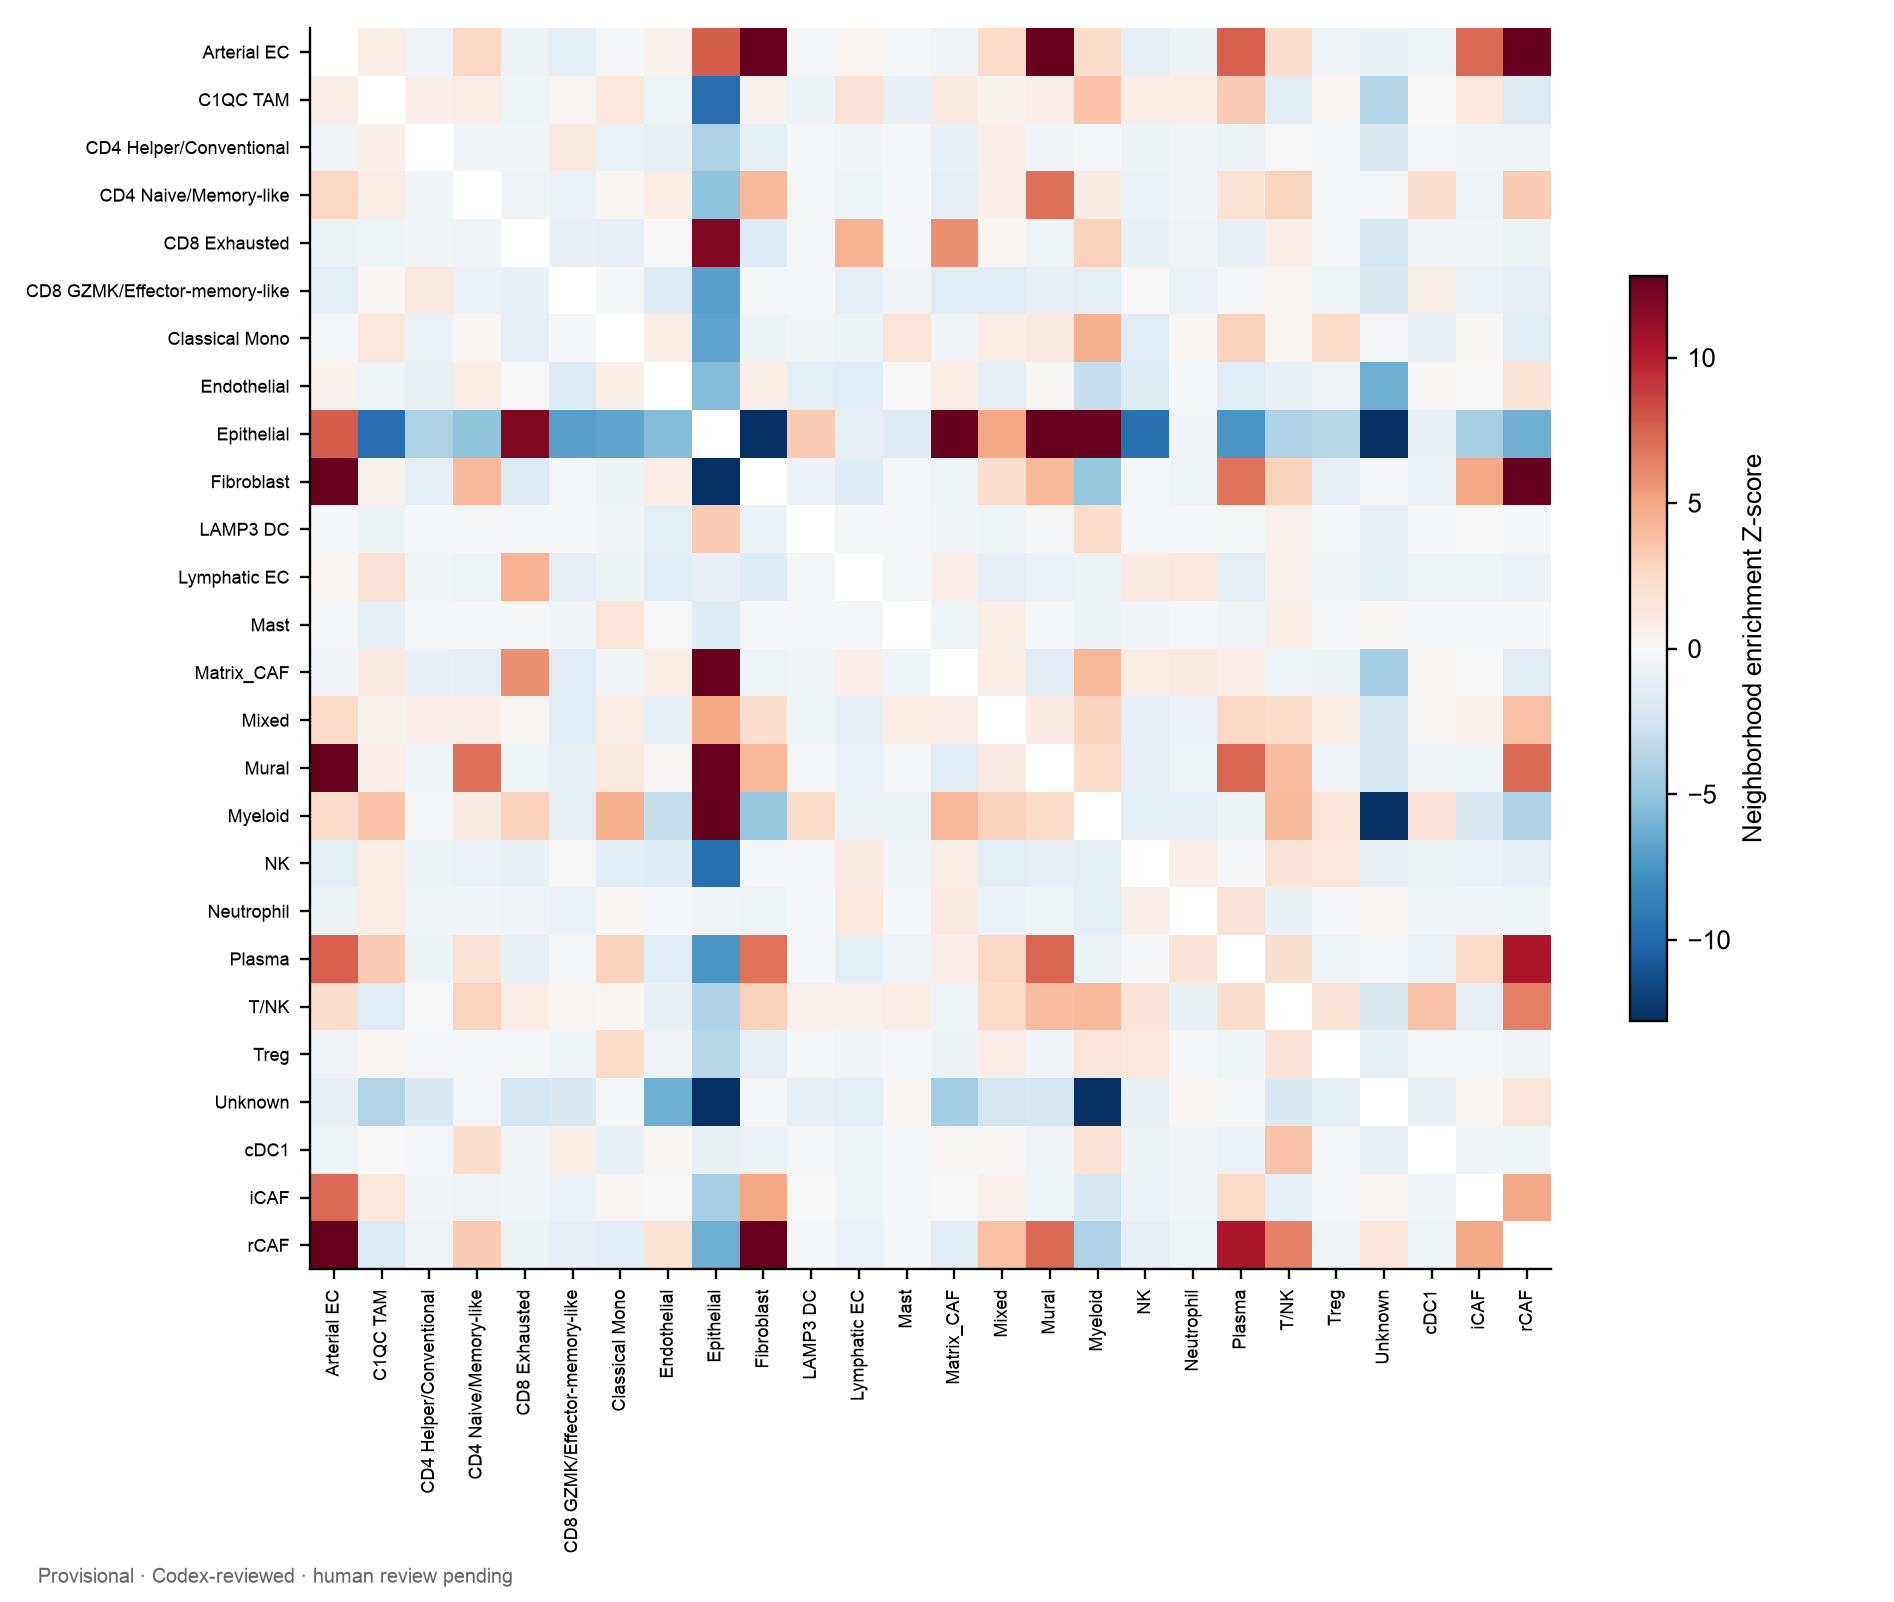 Arterial EC
C1QC TAM
CD4 Helper/Conventional
CD4 Naive/Memory-like
CD8 Exhausted
CD8 GZMK/Effector-memory-like
Classical Mono
Endothelial
Epithelial
Fibroblast
LAMP3 DC
Lymphatic EC
Mast
Matrix_CAF
Mixed
Mural
Myeloid
NK
Neutrophil
Plasma
T/NK
Treg
Unknown
cDC1
iCAF
rCAF
Arterial EC
C1QC TAM
CD4 Helper/Conventional
CD4 Naive/Memory-like
CD8 Exhausted
CD8 GZMK/Effector-memory-like
Classical Mono
Endothelial
Epithelial
Fibroblast
LAMP3 DC
Lymphatic EC
Mast
Matrix_CAF
Mixed
Mural
Myeloid
NK
Neutrophil
Plasma
T/NK
Treg
Unknown
cDC1
iCAF
rCAF
10
5
0
−5
−10
Neighborhood enrichment Z-score
Provisional · Codex-reviewed · human review pending